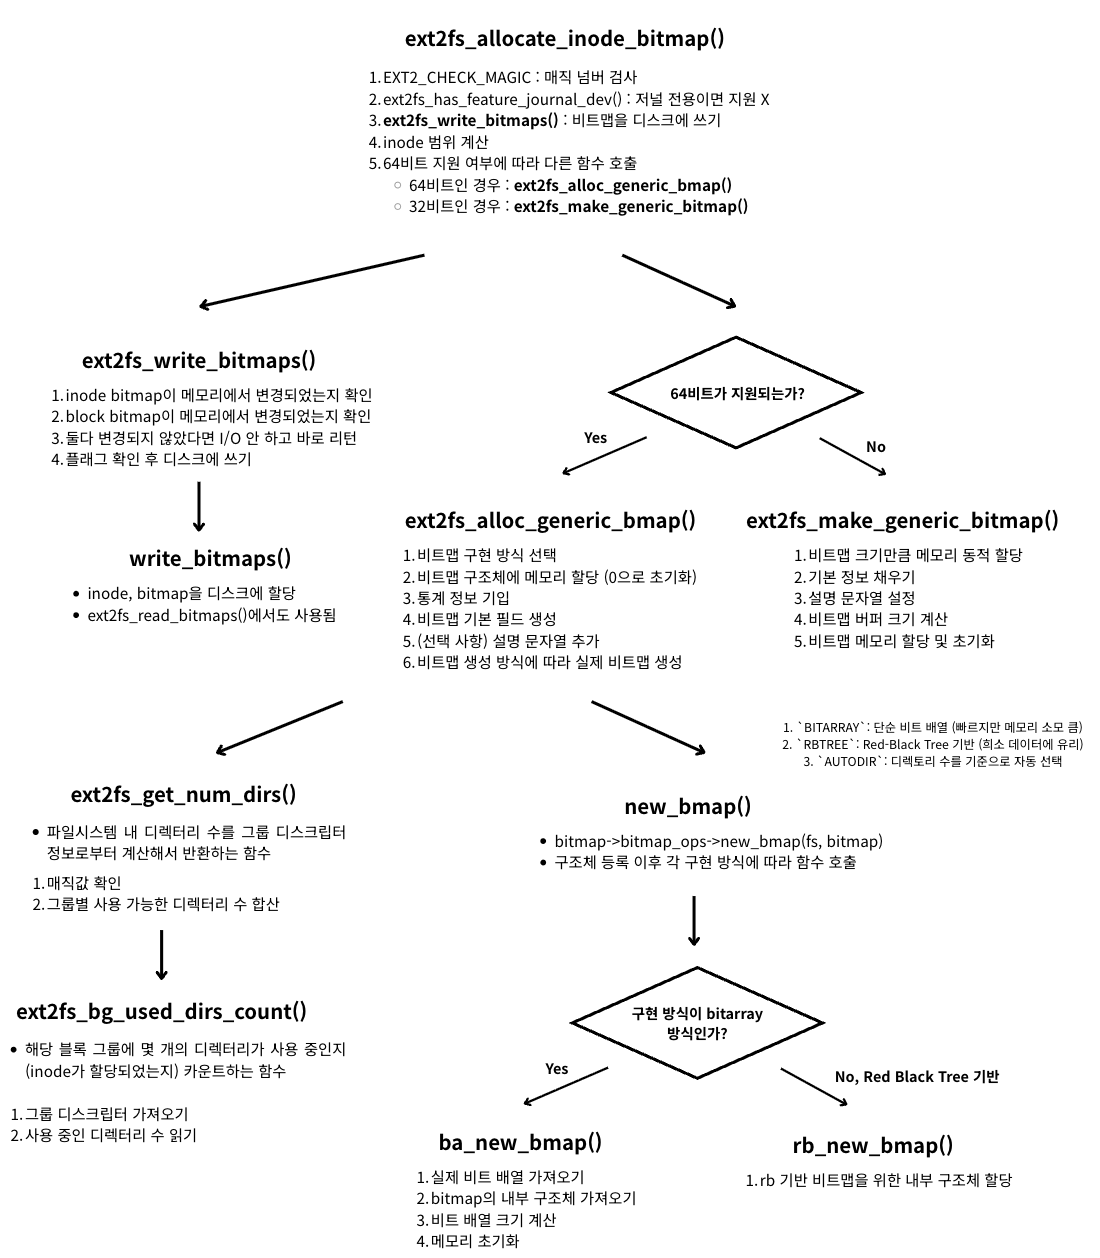 ext2fs_allocate_inode_bitmap()
1.EXT2_CHECK_MAGIC : 매직 넘버 검사
2.ext2fs_has_feature_journal_dev() : 저널 전용이면 지원 X
3.ext2fs_write_bitmaps() : 비트맵을 디스크에 쓰기
4.inode 범위 계산
5.64비트 지원 여부에 따라 다른 함수 호출
○ 64비트인 경우 : ext2fs_alloc_generic_bmap()
○ 32비트인 경우 : ext2fs_make_generic_bitmap()
ext2fs_write_bitmaps()
1.inode bitmap이 메모리에서 변경되었는지 확인
2.block bitmap이 메모리에서 변경되었는지 확인
3.둘다 변경되지 않았다면 I/O 안 하고 바로 리턴
4.플래그 확인 후 디스크에 쓰기
write_bitmaps()
• inode, bitmap을 디스크에 할당
• ext2fs_read_bitmaps()에서도 사용됨
64비트가 지원되는가?
Yes
No
ext2fs_alloc_generic_bmap()
1.비트맵 구현 방식 선택
2.비트맵 구조체에 메모리 할당 (0으로 초기화)
3.통계 정보 기입
4.비트맵 기본 필드 생성
5.(선택 사항) 설명 문자열 추가
6.비트맵 생성 방식에 따라 실제 비트맵 생성
ext2fs_make_generic_bitmap()
1.비트맵 크기만큼 메모리 동적 할당
2.기본 정보 채우기
3.설명 문자열 설정
4.비트맵 버퍼 크기 계산
5.비트맵 메모리 할당 및 초기화
1. `BITARRAY`: 단순 비트 배열 (빠르지만 메모리 소모 큼)
2. `RBTREE`: Red-Black Tree 기반 (희소 데이터에 유리)
3. `AUTODIR`: 디렉토리 수를 기준으로 자동 선택
ext2fs_get_num_dirs()
• 파일시스템 내 디렉터리 수를 그룹 디스크립터
정보로부터 계산해서 반환하는 함수
1.매직값 확인
2.그룹별 사용 가능한 디렉터리 수 합산
ext2fs_bg_used_dirs_count()
• 해당 블록 그룹에 몇 개의 디렉터리가 사용 중인지
(inode가 할당되었는지) 카운트하는 함수
1.그룹 디스크립터 가져오기
2.사용 중인 디렉터리 수 읽기
new_bmap()
• bitmap->bitmap_ops->new_bmap(fs, bitmap)
• 구조체 등록 이후 각 구현 방식에 따라 함수 호출
구현 방식이 bitarray
방식인가?
Yes
No, Red Black Tree 기반
ba_new_bmap()
1.실제 비트 배열 가져오기
2.bitmap의 내부 구조체 가져오기
3.비트 배열 크기 계산
4.메모리 초기화
rb_new_bmap()
1.rb 기반 비트맵을 위한 내부 구조체 할당